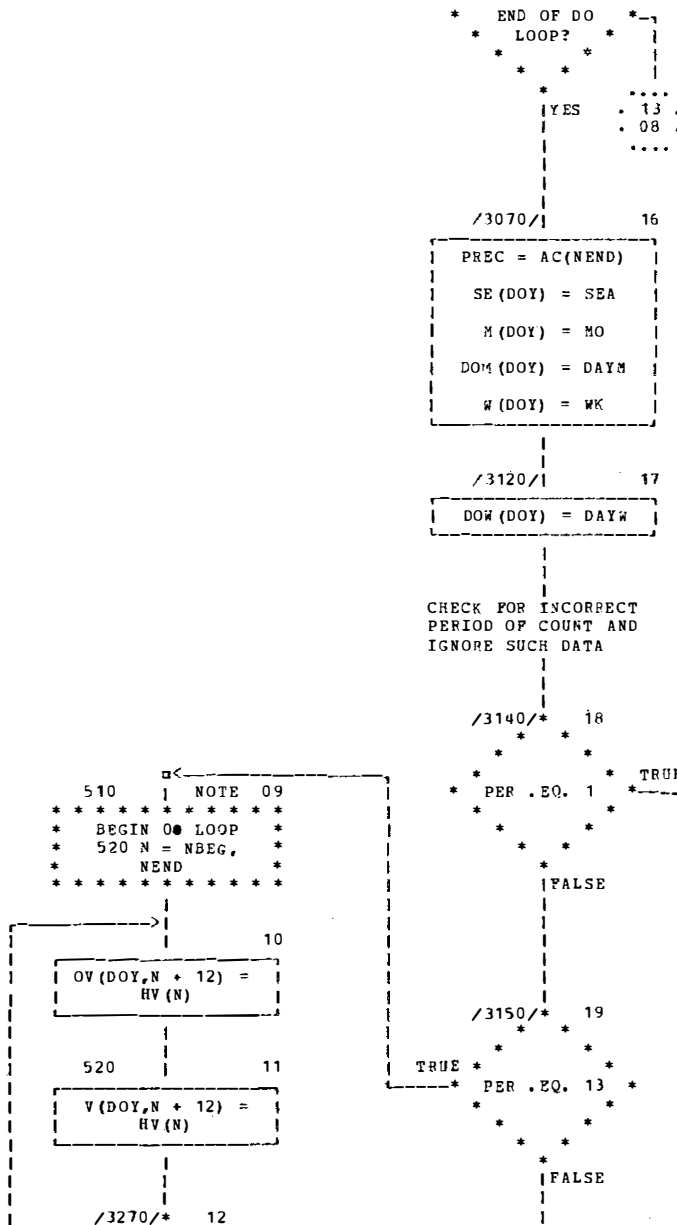 END OF DO
LOOP?
YES
13
08
/3070/ 16
PREC = AC(NEND)
SE(DOY) = SEA
M(DOY) = MO
DOM(DOY) = DAYM
W(DOY) = WK
/3120/ 17
DOW(DOY) = DAYW
CHECK FOR INCORRECT
PERIOD OF COUNT AND
IGNORE SUCH DATA
/3140/ 18
PER .EQ. 1
TRUE
FALSE
/3150/ 19
TRUE
PER .EQ. 13
FALSE
510 NOTE 09
BEGIN DO LOOP
520 N = NBEG,
NEND
10
OV(DOY,N + 12) =
HV(N)
520 11
V(DOY,N + 12) =
HV(N)
/3270/ 12